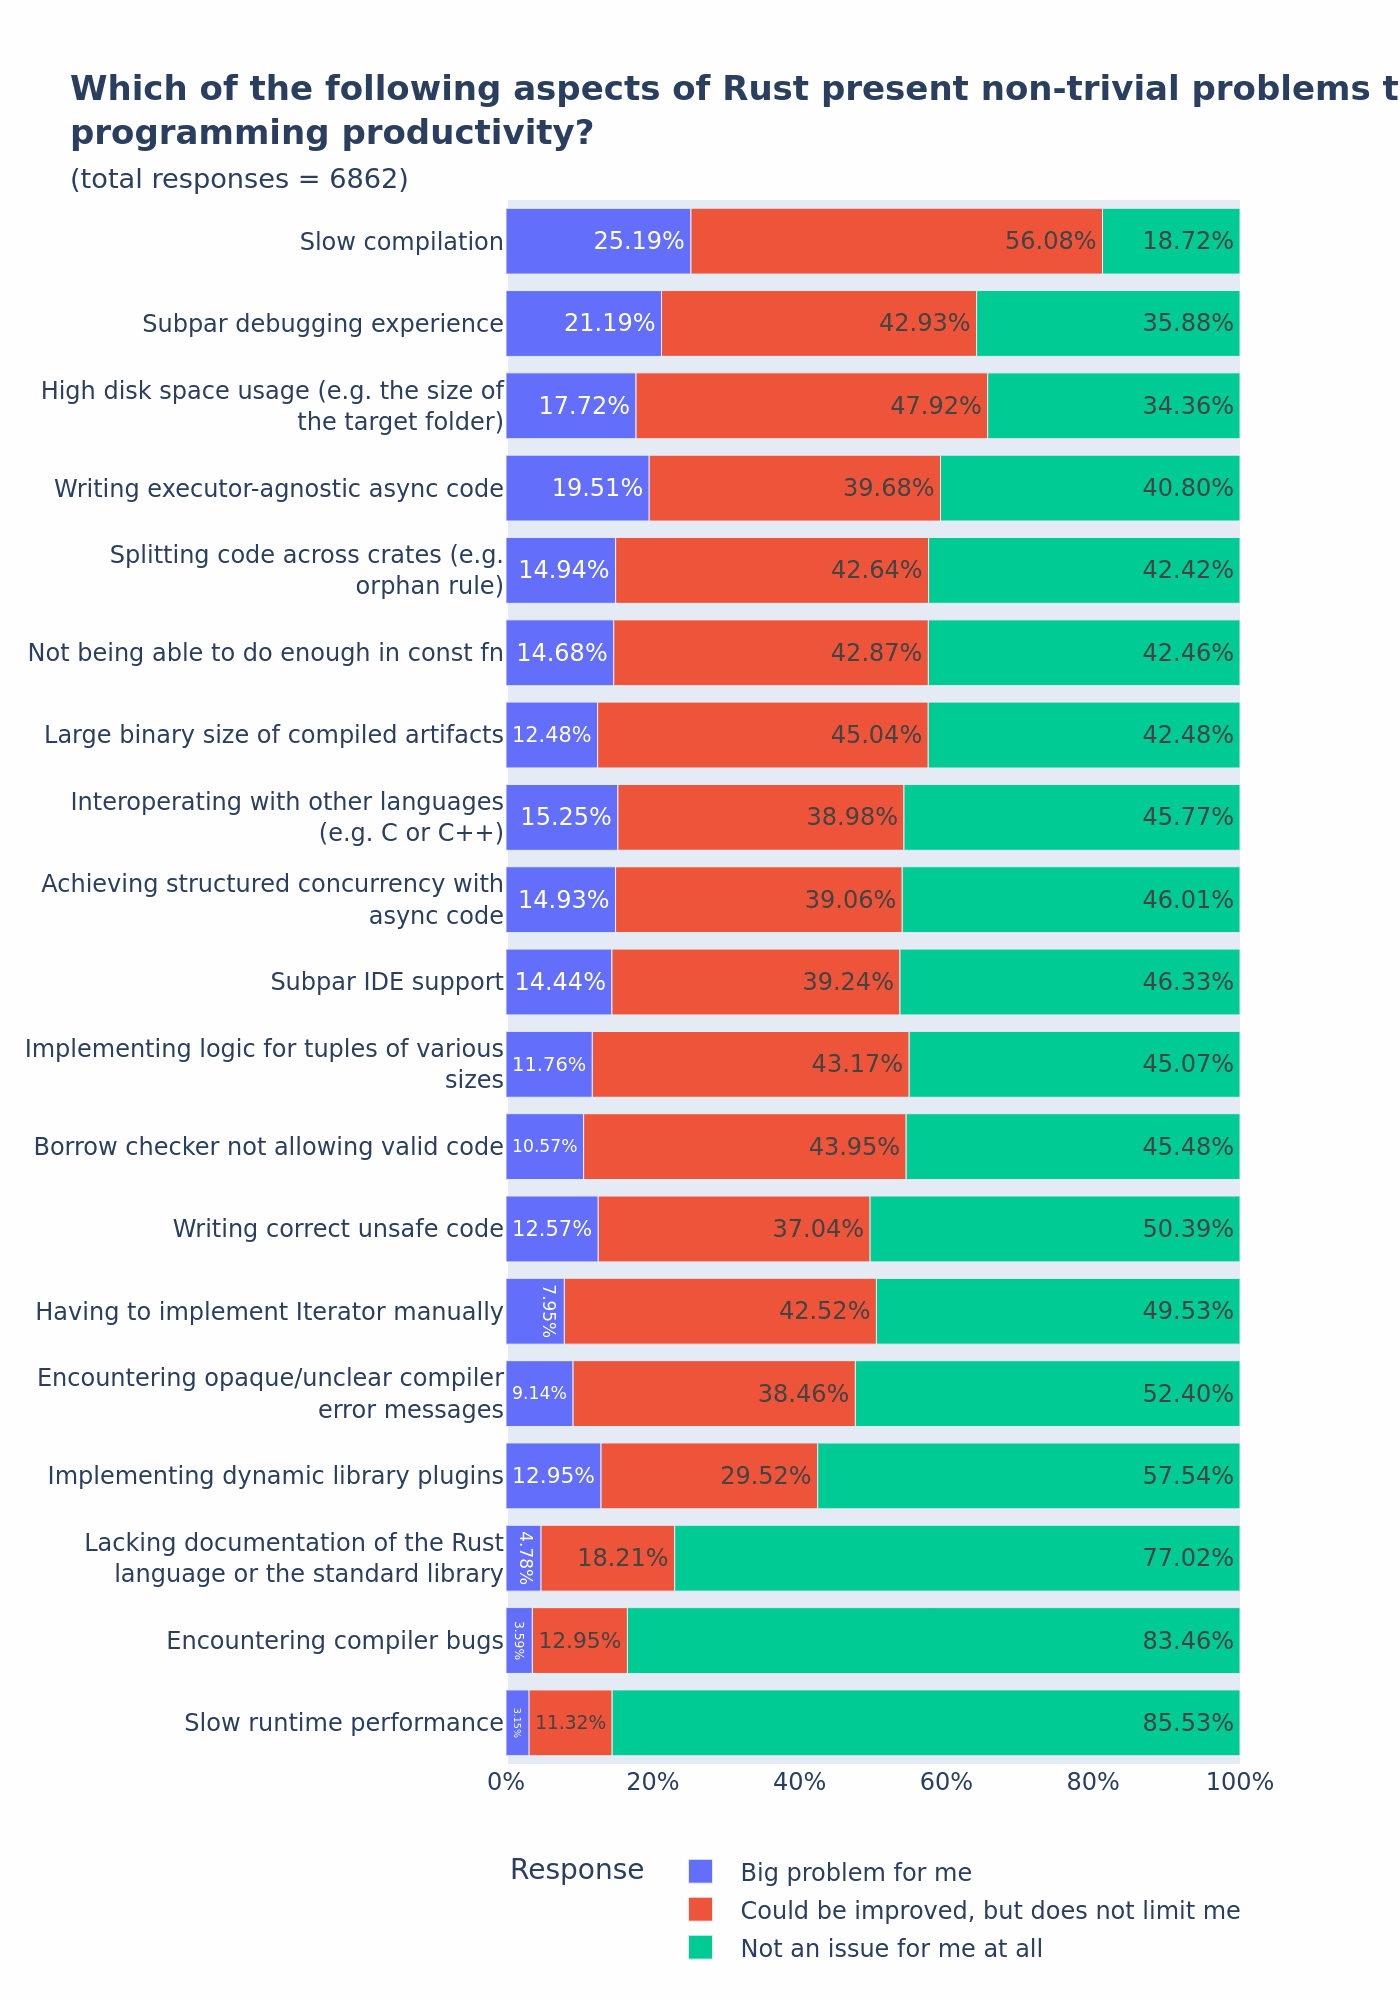 Which of the following aspects of Rust present non-trivial problems t
programming productivity?
(total responses = 6862)
Slow compilation 25.19% 56.08% 18.72%
Subpar debugging experience 21.19% 42.93% 35.88%
High disk space usage (e.g. the size of
the target folder) 17.72% 47.92% 34.36%
Writing executor-agnostic async code 19.51% 39.68% 40.80%
Splitting code across crates (e.g.
orphan rule) 14.94% 42.64% 42.42%
Not being able to do enough in const fn 14.68% 42.87% 42.46%
Large binary size of compiled artifacts 12.48% 45.04% 42.48%
Interoperating with other languages
(e.g. C or C++) 15.25% 38.98% 45.77%
Achieving structured concurrency with
async code 14.93% 39.06% 46.01%
Subpar IDE support 14.44% 39.24% 46.33%
Implementing logic for tuples of various
sizes 11.76% 43.17% 45.07%
Borrow checker not allowing valid code 10.57% 43.95% 45.48%
Writing correct unsafe code 12.57% 37.04% 50.39%
Having to implement Iterator manually 7.95% 42.52% 49.53%
Encountering opaque/unclear compiler
error messages 9.14% 38.46% 52.40%
Implementing dynamic library plugins 12.95% 29.52% 57.54%
Lacking documentation of the Rust
language or the standard library 4.78% 18.21% 77.02%
Encountering compiler bugs 3.59% 12.95% 83.46%
Slow runtime performance 3.15% 11.32% 85.53%
0% 20% 40% 60% 80% 100%
Response
Big problem for me
Could be improved, but does not limit me
Not an issue for me at all